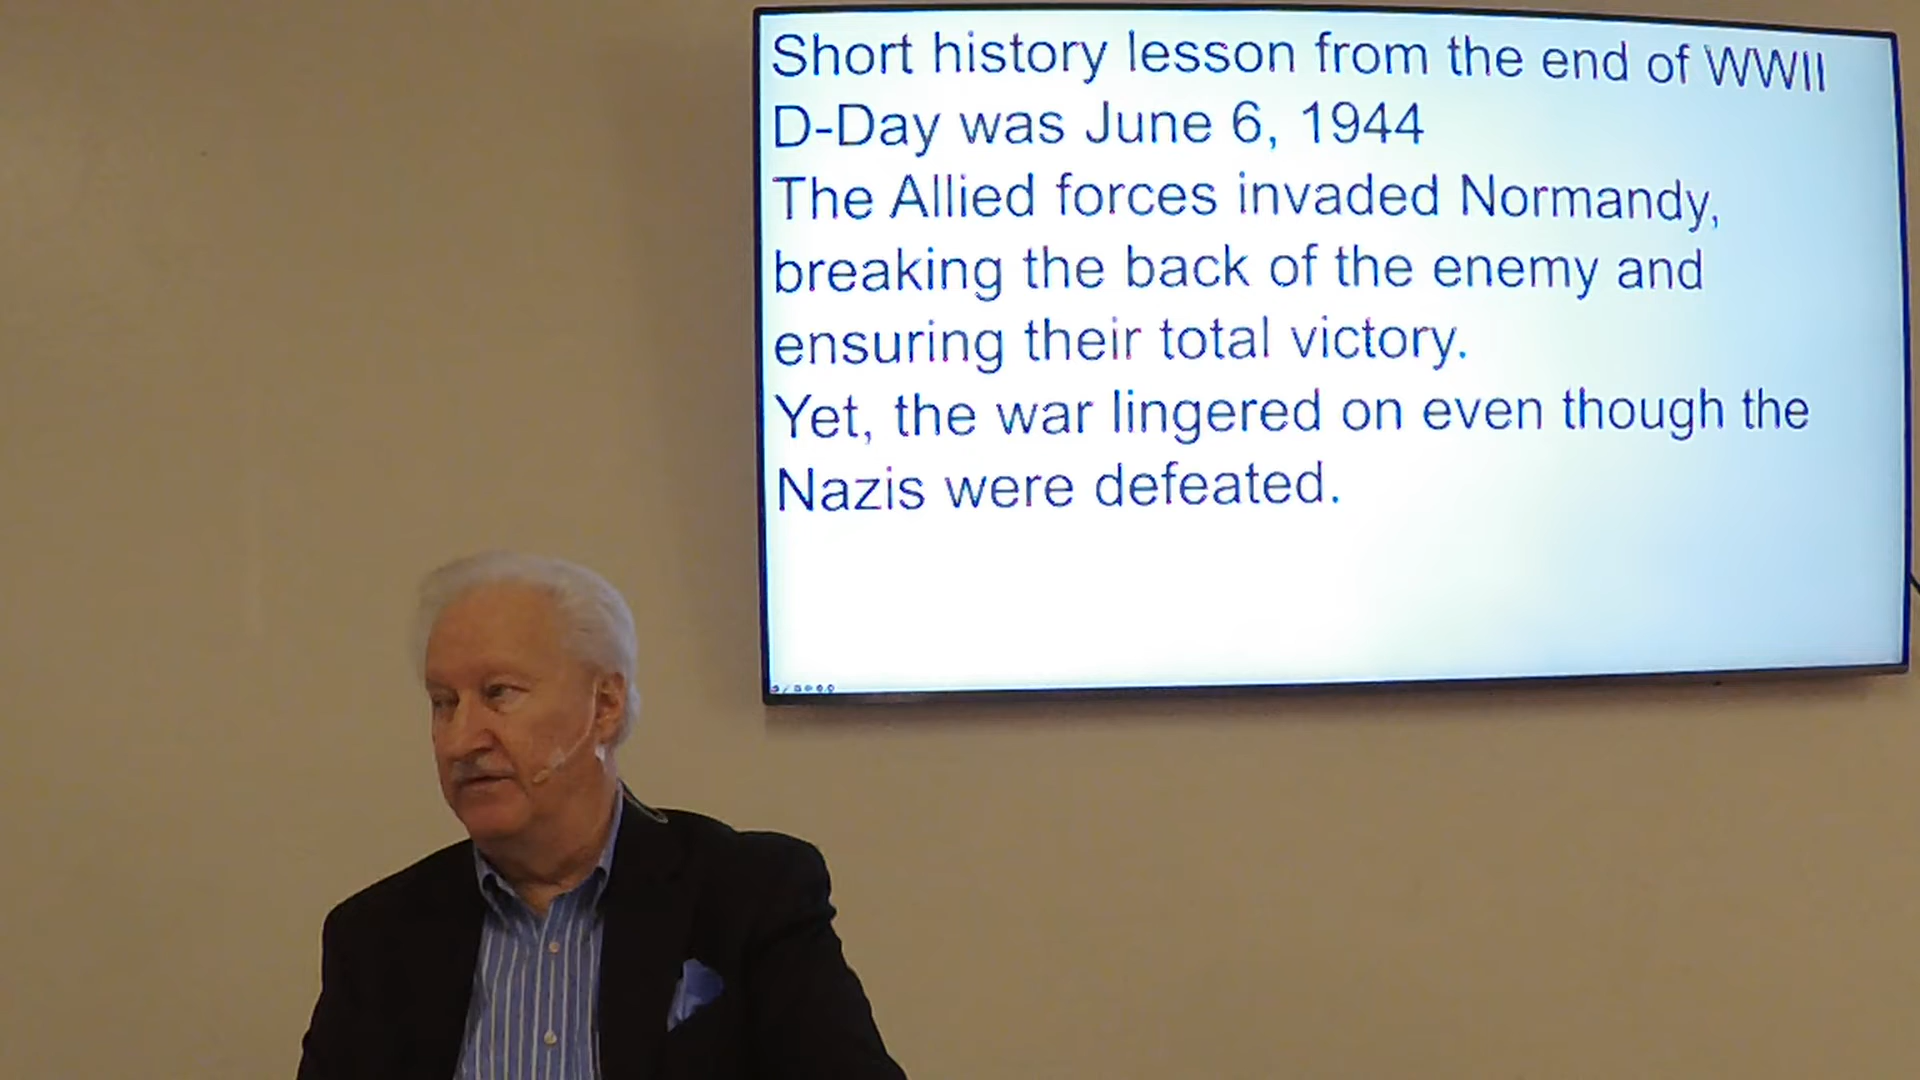 Short history lesson from the end of WWII
D-Day was June 6, 1944
The Allied forces invaded Normandy,
breaking the back of the enemy and
ensuring their total victory.
Yet, the war lingered on even though the
Nazis were defeated.